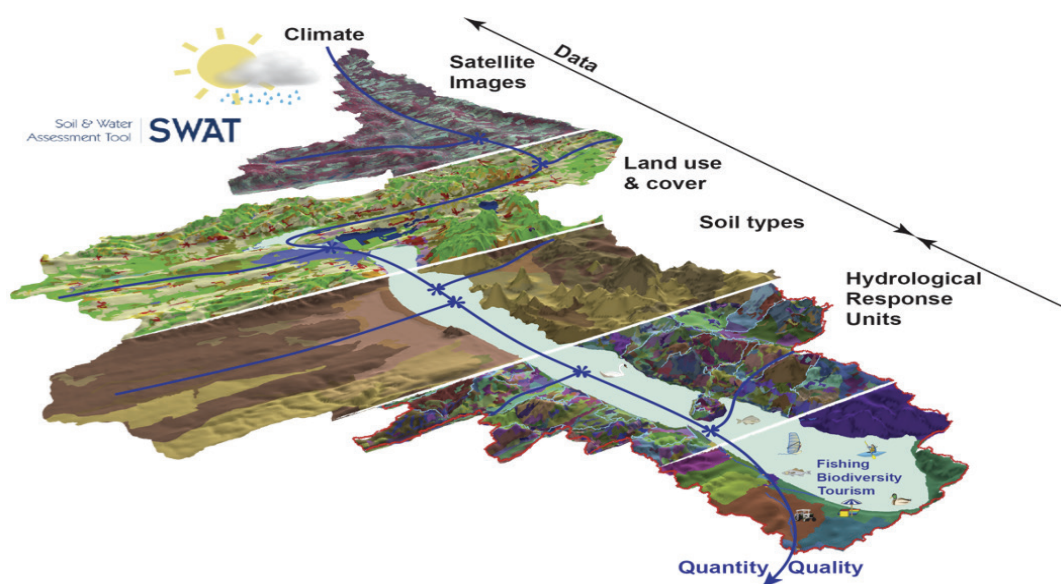 Climate
Satellite
Images
Data
Soil & Water
Assessment Tool
SWAT
Land use
& cover
Soil types
Hydrological
Response
Units
Fishing
Biodiversity
Tourism
Quantity Quality